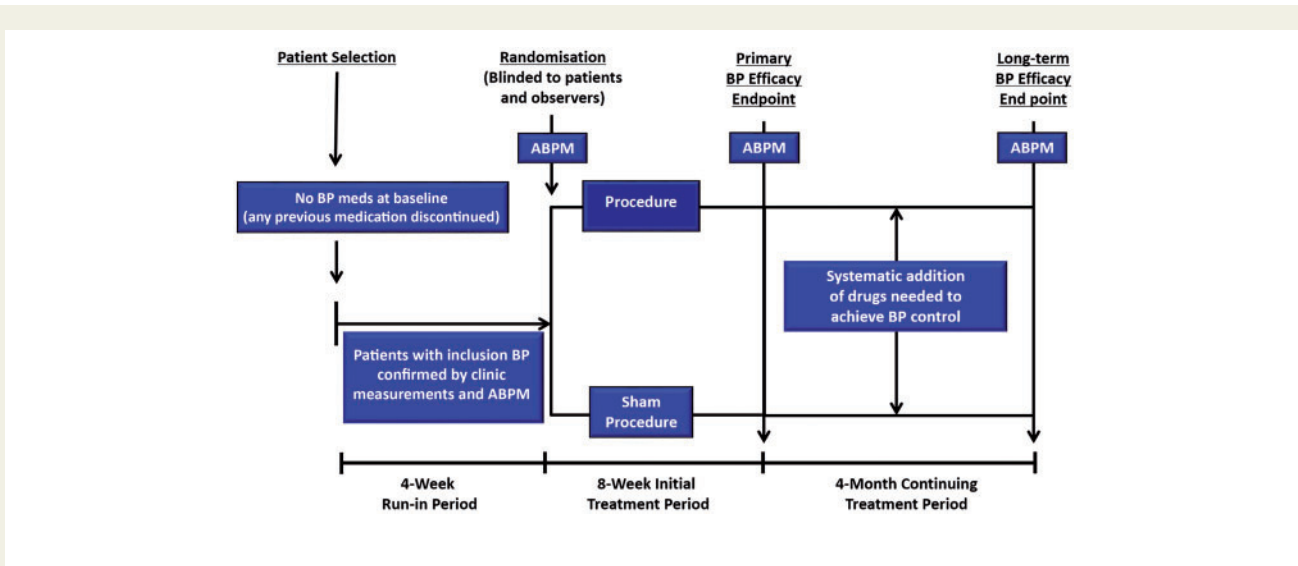 Patient Selection
Randomisation
(Blinded to patients
and observers)
Primary
BP Efficacy
Endpoint
Long-term
BP Efficacy
End point
ABPM
ABPM
ABPM
No BP meds at baseline
(any previous medication discontinued)
Procedure
Systematic addition
of drugs needed to
achieve BP control
Patients with inclusion BP
confirmed by clinic
measurements and ABPM
Sham
Procedure
4-Week
Run-in Period
8-Week Initial
Treatment Period
4-Month Continuing
Treatment Period